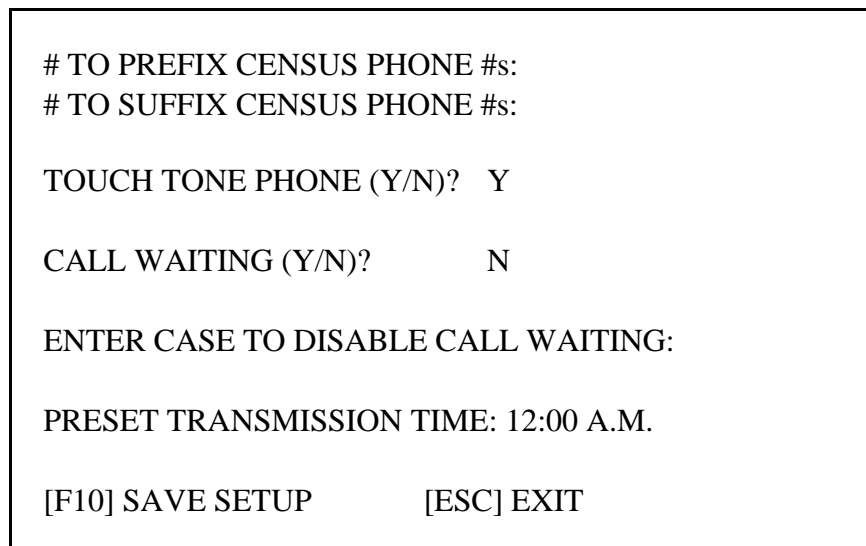 # TO PREFIX CENSUS PHONE #s:
# TO SUFFIX CENSUS PHONE #s:
TOUCH TONE PHONE (Y/N)? Y
CALL WAITING (Y/N)? N
ENTER CASE TO DISABLE CALL WAITING:
PRESET TRANSMISSION TIME: 12:00 A.M.
[F10] SAVE SETUP [ESC] EXIT